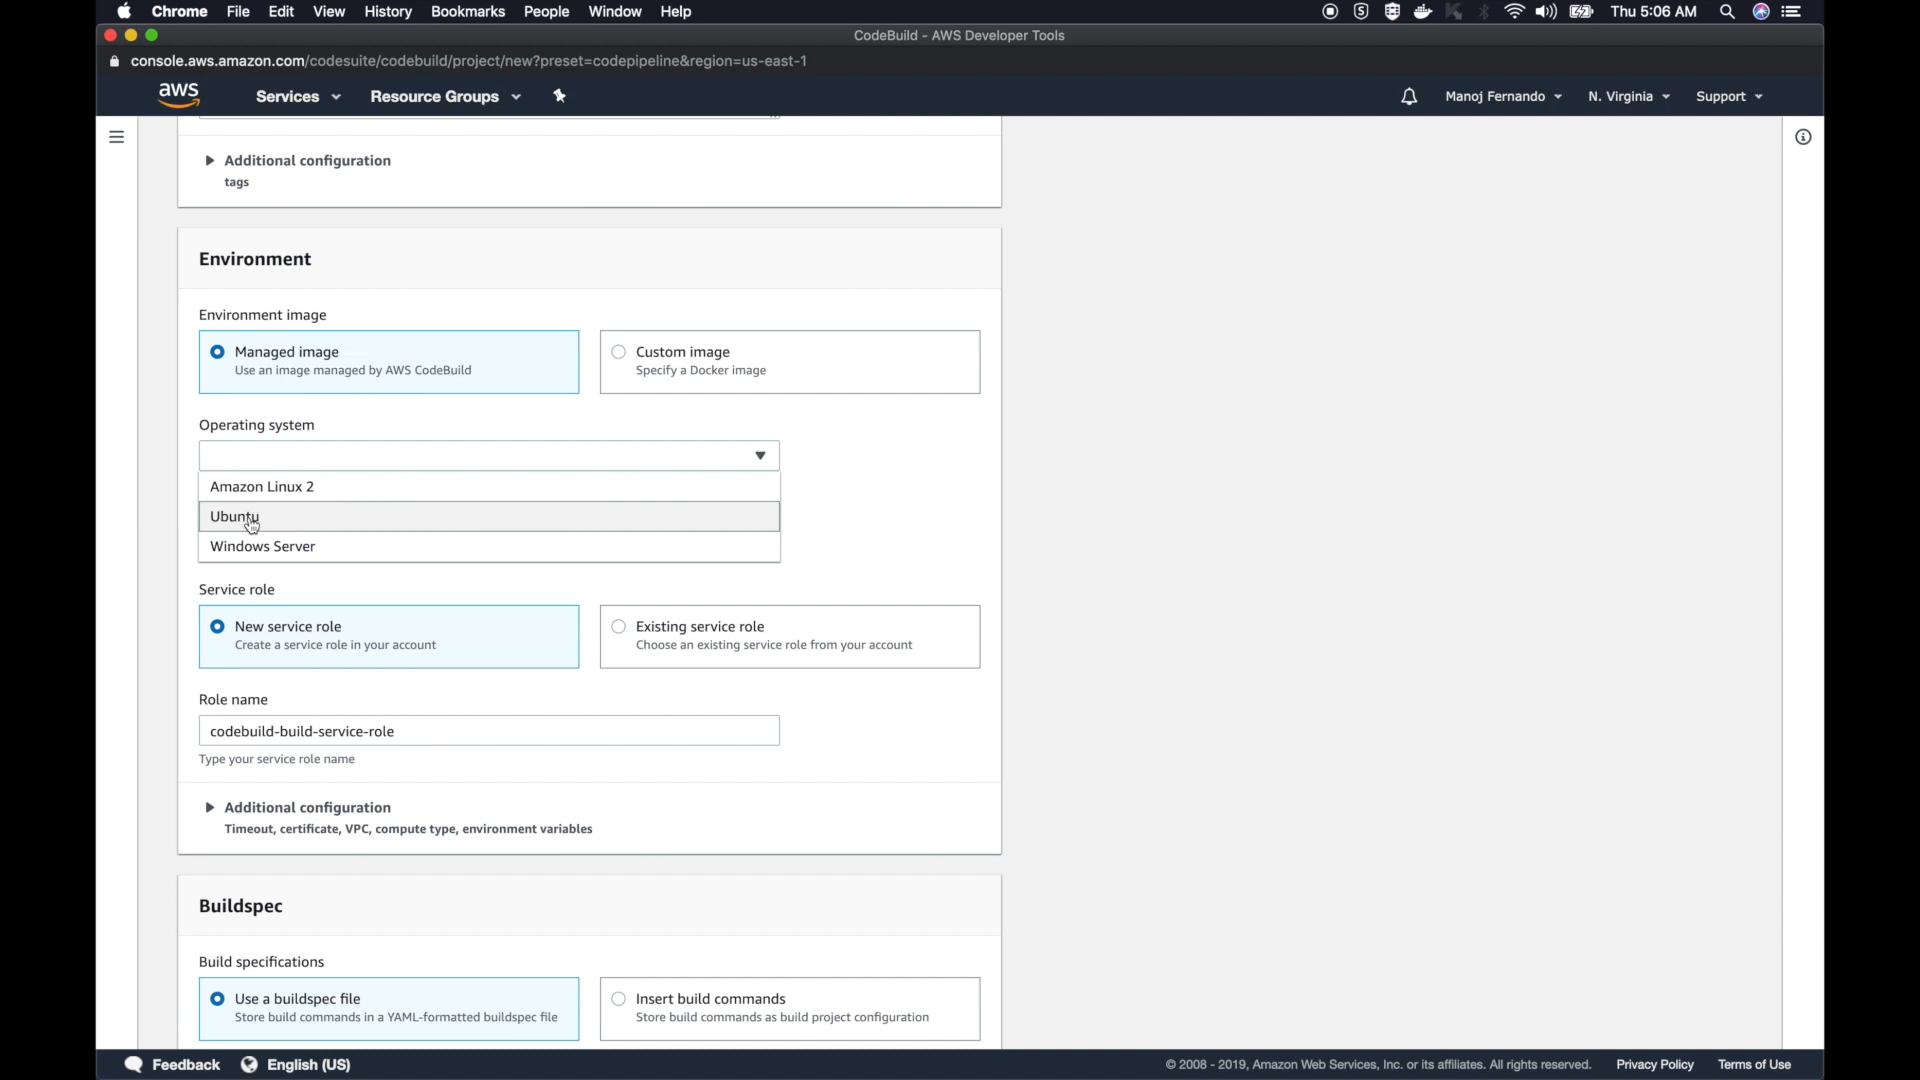 Chrome File Edit View History Bookmarks People Window Help Thu 5:06 AM
CodeBuild - AWS Developer Tools
console.aws.amazon.com/codesuite/codebuild/project/new?preset=codepipeline&region=us-east-1
aws Services Resource Groups Manoj Fernando N. Virginia Support
Additional configuration
tags
Environment
Environment image
Managed image
Use an image managed by AWS CodeBuild
Custom image
Specify a Docker image
Operating system
Amazon Linux 2
Ubuntu
Windows Server
Service role
New service role
Create a service role in your account
Existing service role
Choose an existing service role from your account
Role name
codebuild-build-service-role
Type your service role name
Additional configuration
Timeout, certificate, VPC, compute type, environment variables
Buildspec
Build specifications
Use a buildspec file
Store build commands in a YAML-formatted buildspec file
Insert build commands
Store build commands as build project configuration
Feedback English (US) © 2008 - 2019, Amazon Web Services, Inc. or its affiliates. All rights reserved. Privacy Policy Terms of Use